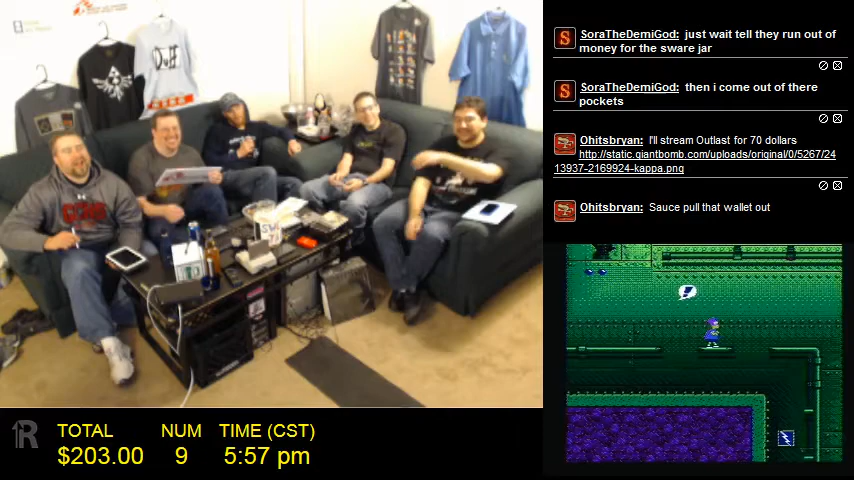 SoraTheDemiGod: just wait tell they run out of
money for the sware jar
SoraTheDemiGod: then i come out of there
pockets
Ohitsbryan: I'll stream Outlast for 70 dollars
http://static.giantbomb.com/uploads/original/0/5267/24
13937-2169924-kappa.png
Ohitsbryan: Sauce pull that wallet out
Duff
TOTAL NUM TIME (CST)
$203.00 9 5:57 pm